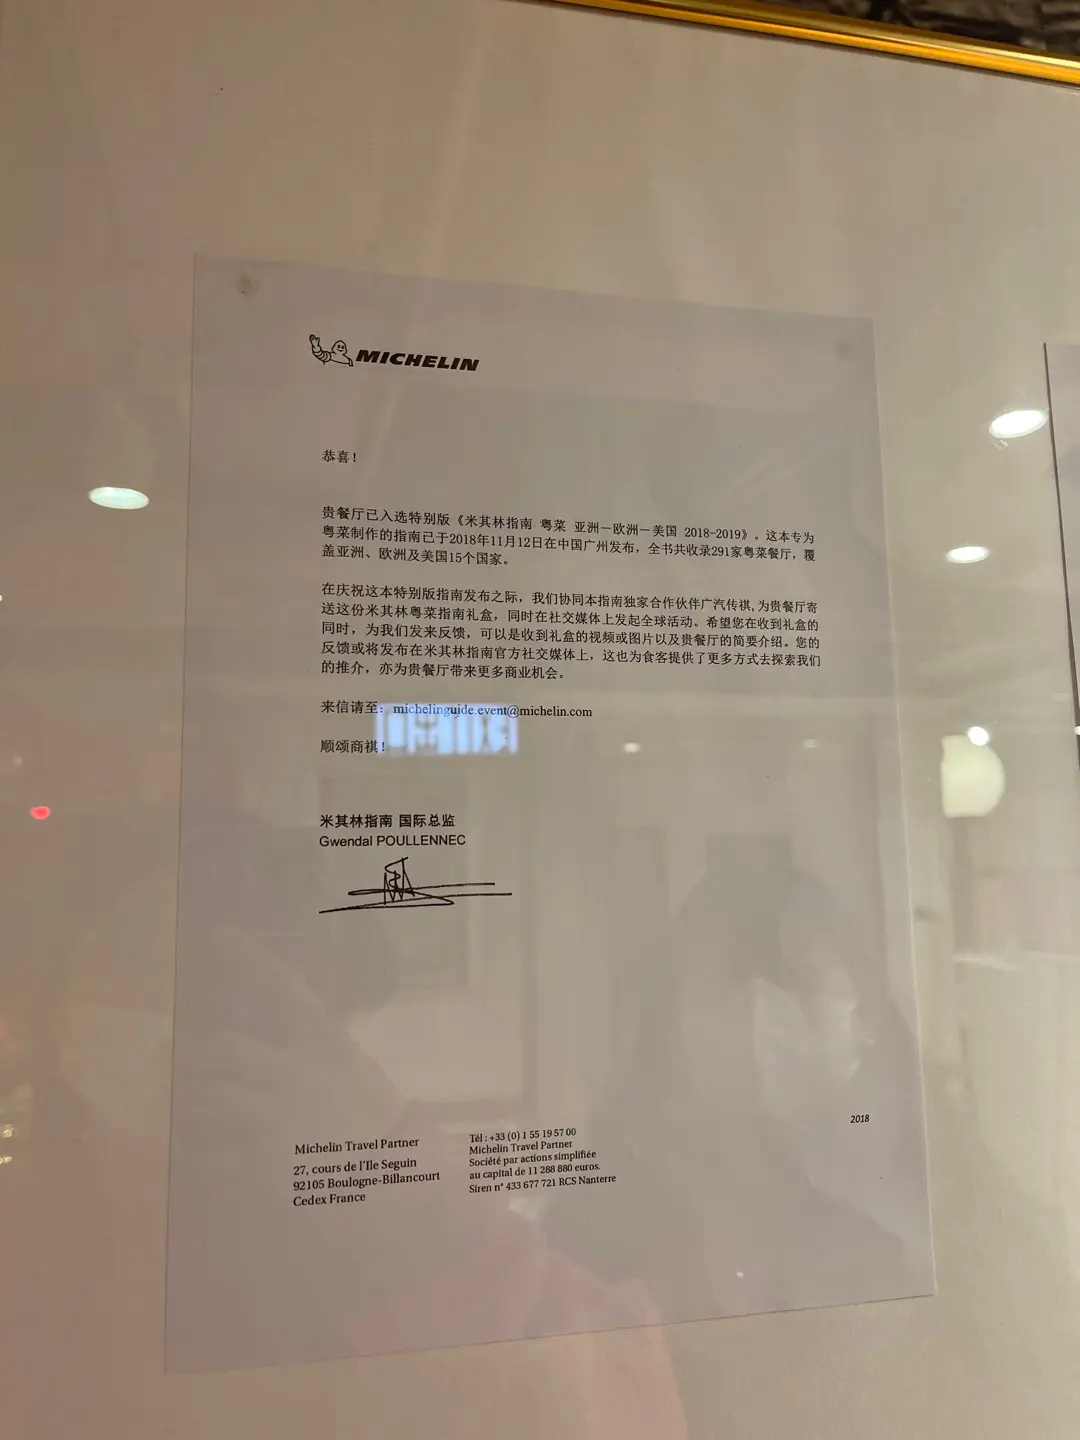 MICHELIN
恭喜！
贵餐厅已入选特别版《米其林指南 粤菜 亚洲－欧洲－美国 2018-2019》。这本专为
粤菜制作的指南已于2018年11月12日在中国广州发布，全书共收录291家粤菜餐厅，覆
盖亚洲、欧洲及美国15个国家。
在庆祝这本特别版指南发布之际，我们协同本指南独家合作伙伴广汽传祺,为贵餐厅寄
送这份米其林粤菜指南礼盒，同时在社交媒体上发起全球活动。希望您在收到礼盒的
同时，为我们发来反馈，可以是收到礼盒的视频或图片以及贵餐厅的简要介绍。您的
反馈或将发布在米其林指南官方社交媒体上，这也为食客提供了更多方式去探索我们
的推介，亦为贵餐厅带来更多商业机会。
来信请至：michelinguide.event@michelin.com
顺颂商祺！
米其林指南 国际总监
Gwendal POULLENNEC
2018
Michelin Travel Partner
27, cours de l'Ile Seguin
92105 Boulogne-Billancourt
Cedex France
Tél : +33 (0) 1 55 19 57 00
Michelin Travel Partner
Société par actions simplifiée
au capital de 11 288 880 euros.
Siren n° 433 677 721 RCS Nanterre